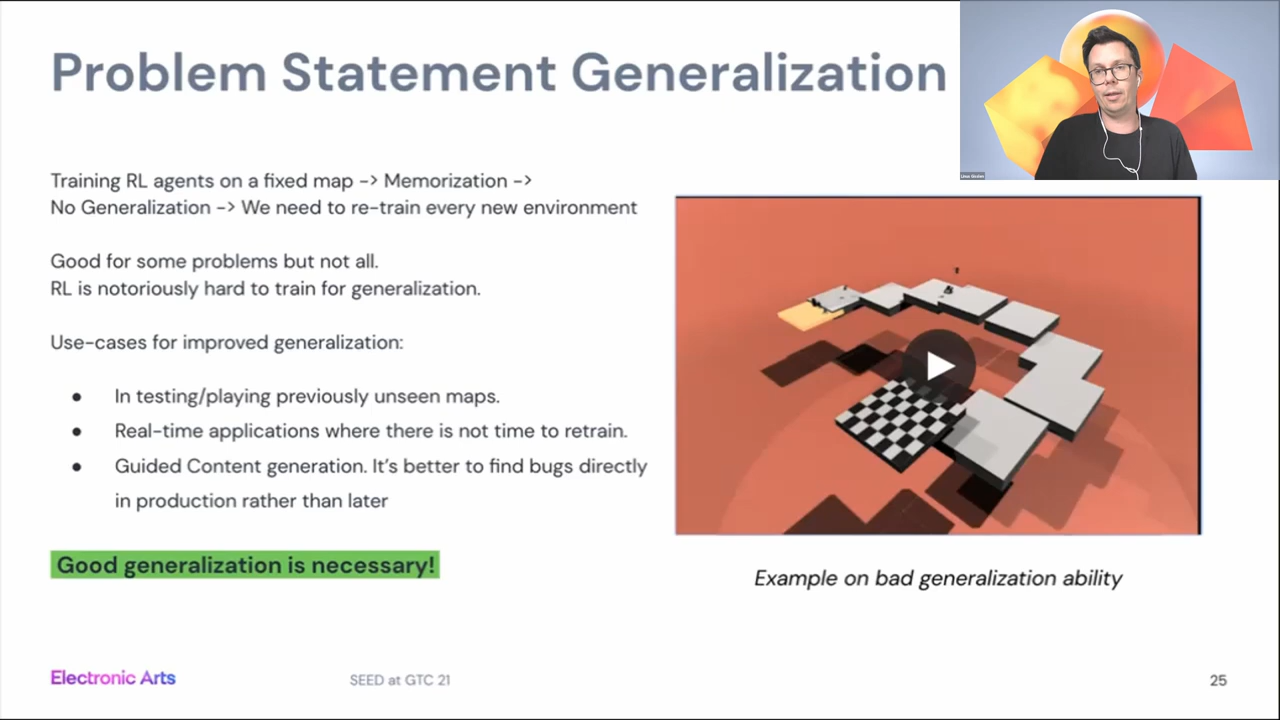 Problem Statement Generalization
Training RL agents on a fixed map -> Memorization ->
No Generalization -> We need to re-train every new environment
Good for some problems but not all.
RL is notoriously hard to train for generalization.
Use-cases for improved generalization:
● In testing/playing previously unseen maps.
● Real-time applications where there is not time to retrain.
● Guided Content generation. It’s better to find bugs directly
in production rather than later
Good generalization is necessary!
Example on bad generalization ability
Electronic Arts
SEED at GTC 21
25